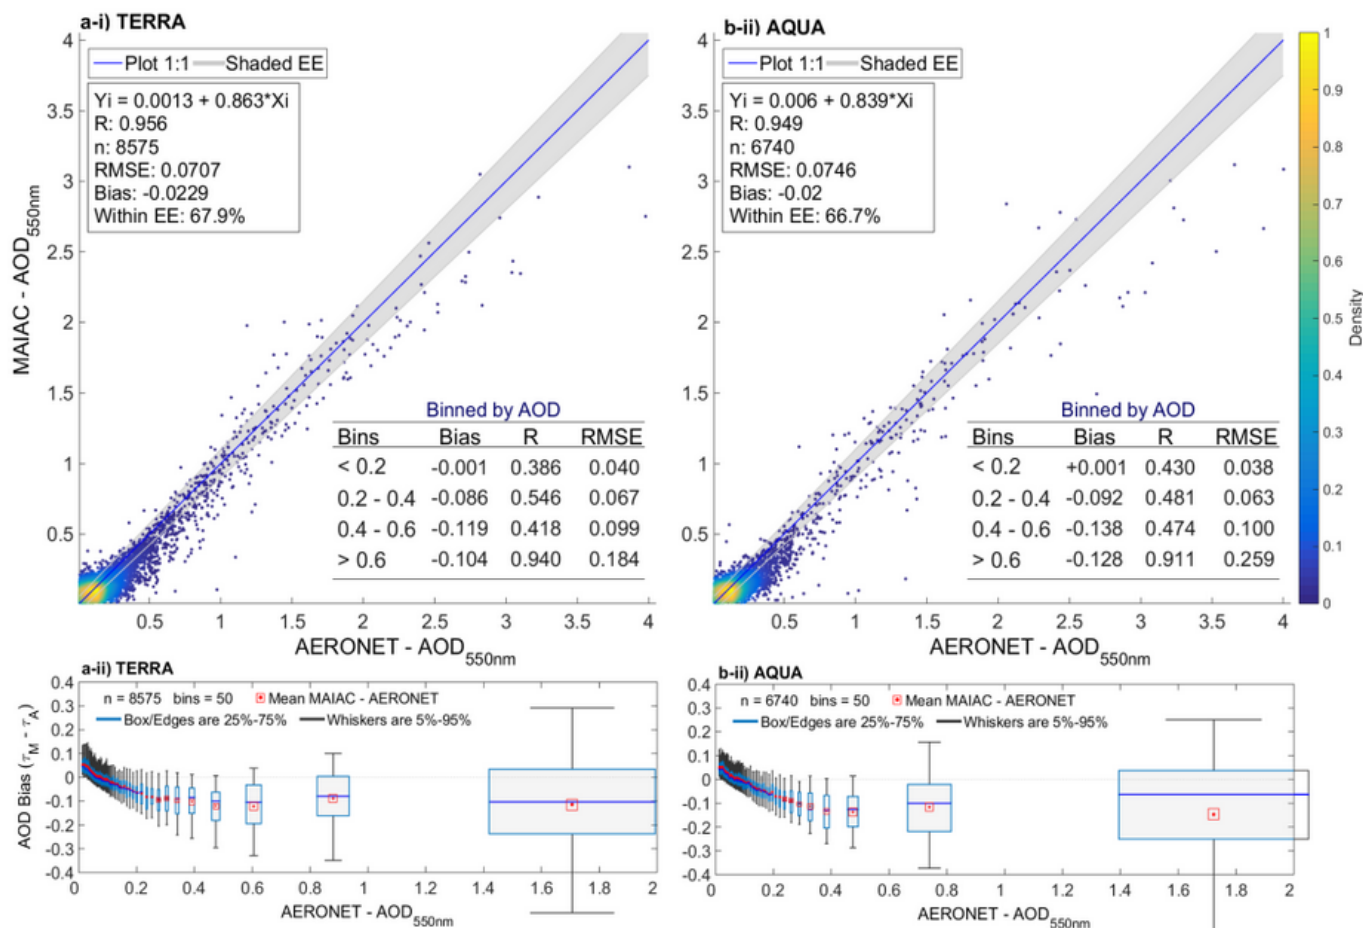 a-i) TERRA
4
3.5
3
2.5
2
1.5
1
0.5
MAIAC - AOD550nm
Plot 1:1 Shaded EE
Yi = 0.0013 + 0.863*Xi
R: 0.956
n: 8575
RMSE: 0.0707
Bias: -0.0229
Within EE: 67.9%
Binned by AOD
Bins Bias R RMSE
< 0.2 -0.001 0.386 0.040
0.2 - 0.4 -0.086 0.546 0.067
0.4 - 0.6 -0.119 0.418 0.099
> 0.6 -0.104 0.940 0.184
0.5 1 1.5 2 2.5 3 3.5 4
AERONET - AOD550nm
b-ii) AQUA
4
3.5
3
2.5
2
1.5
1
0.5
Plot 1:1 Shaded EE
Yi = 0.006 + 0.839*Xi
R: 0.949
n: 6740
RMSE: 0.0746
Bias: -0.02
Within EE: 66.7%
Binned by AOD
Bins Bias R RMSE
< 0.2 +0.001 0.430 0.038
0.2 - 0.4 -0.092 0.481 0.063
0.4 - 0.6 -0.138 0.474 0.100
> 0.6 -0.128 0.911 0.259
0.5 1 1.5 2 2.5 3 3.5 4
AERONET - AOD550nm
1
0.9
0.8
0.7
0.6
0.5
0.4
0.3
0.2
0.1
0
Density
a-ii) TERRA
0.4
0.3
0.2
0.1
0
-0.1
-0.2
-0.3
-0.4
AOD Bias (τM - τA)
n = 8575 bins = 50 Mean MAIAC - AERONET
Box/Edges are 25%-75% Whiskers are 5%-95%
0 0.2 0.4 0.6 0.8 1 1.2 1.4 1.6 1.8 2
AERONET - AOD550nm
b-ii) AQUA
0.4
0.3
0.2
0.1
0
-0.1
-0.2
-0.3
-0.4
n = 6740 bins = 50 Mean MAIAC - AERONET
Box/Edges are 25%-75% Whiskers are 5%-95%
0 0.2 0.4 0.6 0.8 1 1.2 1.4 1.6 1.8 2
AERONET - AOD550nm